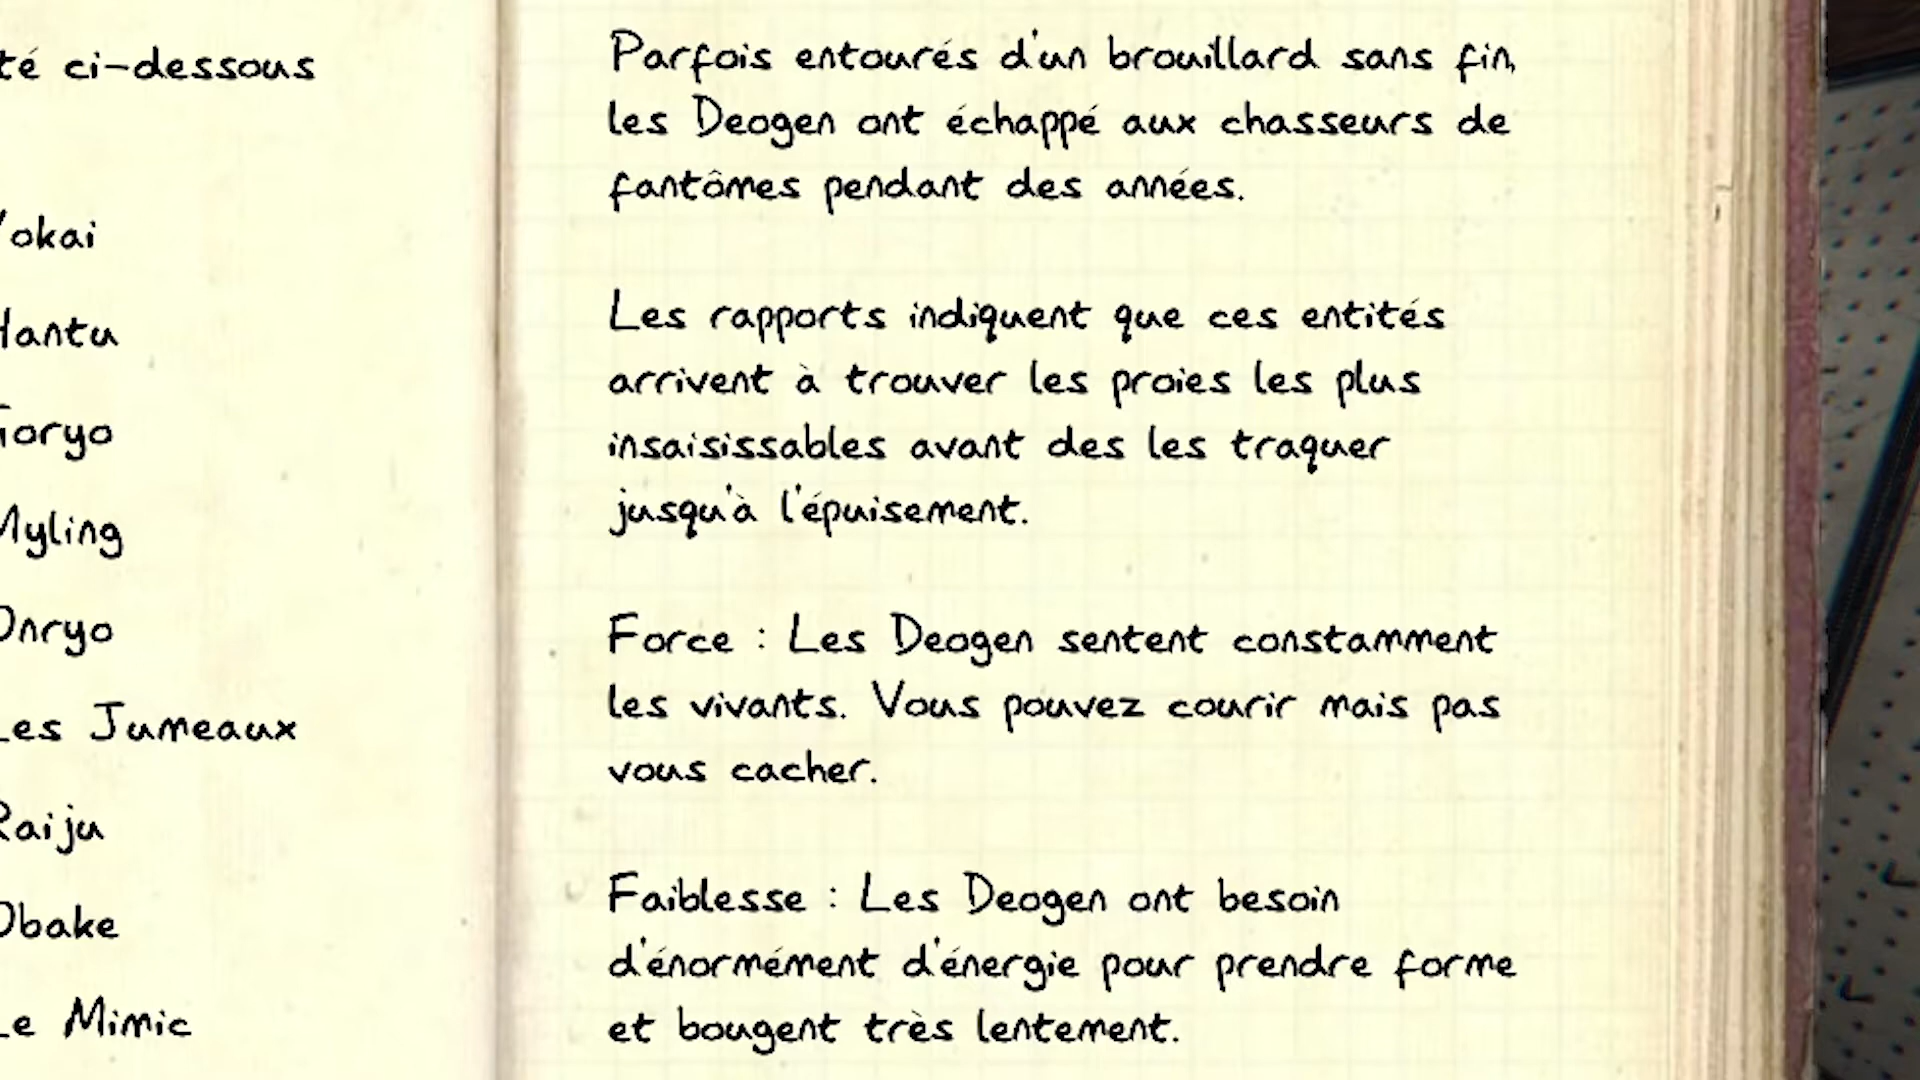 té ci-dessous
Yokai
Hantu
Goryo
Myling
Onryo
Les Jumeaux
Raiju
Obake
Le Mimic
Parfois entourés d'un brouillard sans fin,
les Deogen ont échappé aux chasseurs de
fantômes pendant des années.
Les rapports indiquent que ces entités
arrivent à trouver les proies les plus
insaisissables avant des les traquer
jusqu'à l'épuisement.
Force : Les Deogen sentent constamment
les vivants. Vous pouvez courir mais pas
vous cacher.
Faiblesse : Les Deogen ont besoin
d'énormément d'énergie pour prendre forme
et bougent très lentement.